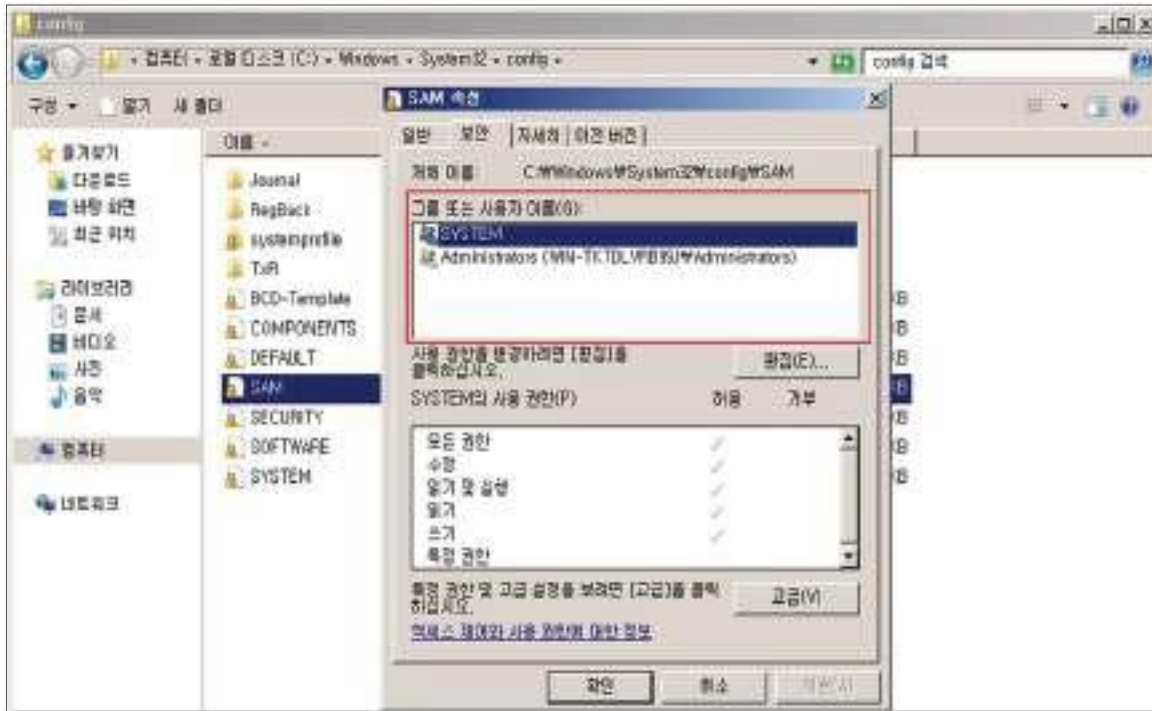 config
컴퓨터 - 로컬 디스크 (C:) - Windows - System32 - config -
config 검색
구성
열기
새 폴더
즐겨찾기
다운로드
바탕 화면
최근 위치
라이브러리
문서
비디오
사진
음악
컴퓨터
네트워크
이름
Journal
RegBack
systemprofile
TxR
BCD-Template
COMPONENTS
DEFAULT
SAM
SECURITY
SOFTWARE
SYSTEM
SAM 속성
일반 보안 자세히 이전 버전
개체 이름: C:₩Windows₩System32₩config₩SAM
그룹 또는 사용자 이름(G):
SYSTEM
₩Administrators)
사용 권한을 변경하려면 [편집]을
클릭하십시오.
편집(E)...
SYSTEM의 사용 권한(P) 허용 거부
모든 권한
수정
읽기 및 실행
읽기
쓰기
특정 권한
특정 권한 및 고급 설정을 보려면 [고급]을 클릭
하십시오.
고급(V)
액세스 제어와 사용 권한에 대한 정보
확인 취소